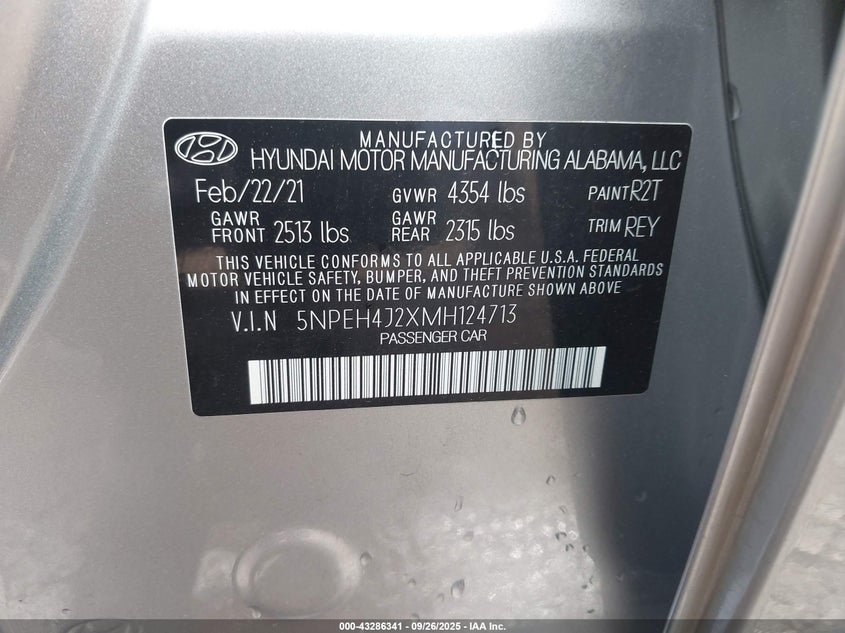 MANUFACTURED BY
HYUNDAI MOTOR MANUFACTURING ALABAMA, LLC
Feb/22/21 GVWR 4354 lbs PAINT R2T
GAWR FRONT 2513 lbs GAWR REAR 2315 lbs TRIM REY
THIS VEHICLE CONFORMS TO ALL APPLICABLE U.S.A. FEDERAL
MOTOR VEHICLE SAFETY, BUMPER, AND THEFT PREVENTION STANDARDS
IN EFFECT ON THE DATE OF MANUFACTURE SHOWN ABOVE
V.I.N 5NPEH4J2XMH124713
PASSENGER CAR
000-43286341 - 09/26/2025 - IAA Inc.